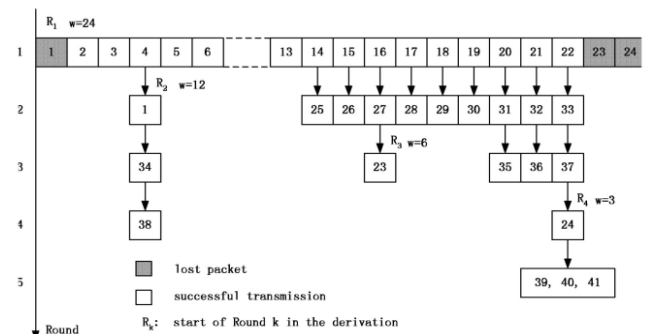 R1 w=24
1 1 2 3 4 5 6 13 14 15 16 17 18 19 20 21 22 23 24
R2 w=12
2 1 25 26 27 28 29 30 31 32 33
R3 w=6
3 34 23 35 36 37
R4 w=3
4 38 24
5 39, 40, 41
lost packet
successful transmission
Rk: start of Round k in the derivation
Round